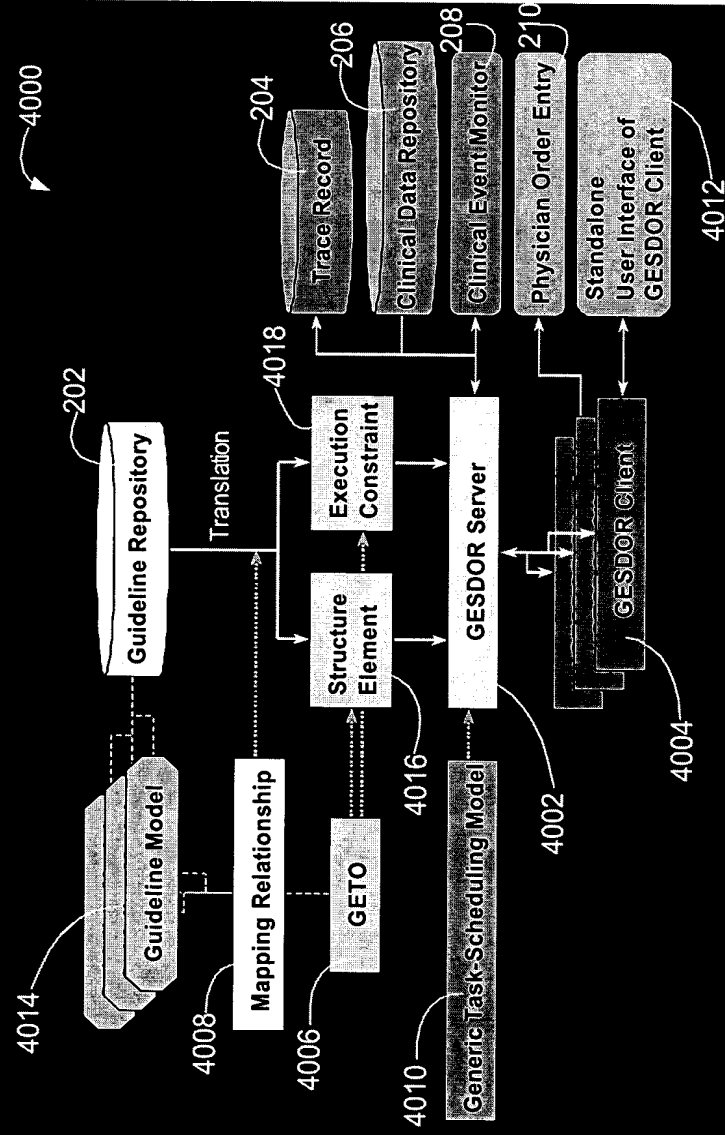 4000
4014
Guideline Model
202
Guideline Repository
Translation
4008
Mapping Relationship
4006
GETO
4016
Structure
Element
4018
Execution
Constraint
4010
Generic Task-Scheduling Model
4002
GESDOR Server
4004
GESDOR Client
204
Trace Record
206
Clinical Data Repository
208
Clinical Event Monitor
210
Physician Order Entry
Standalone
User Interface of
GESDOR Client
4012